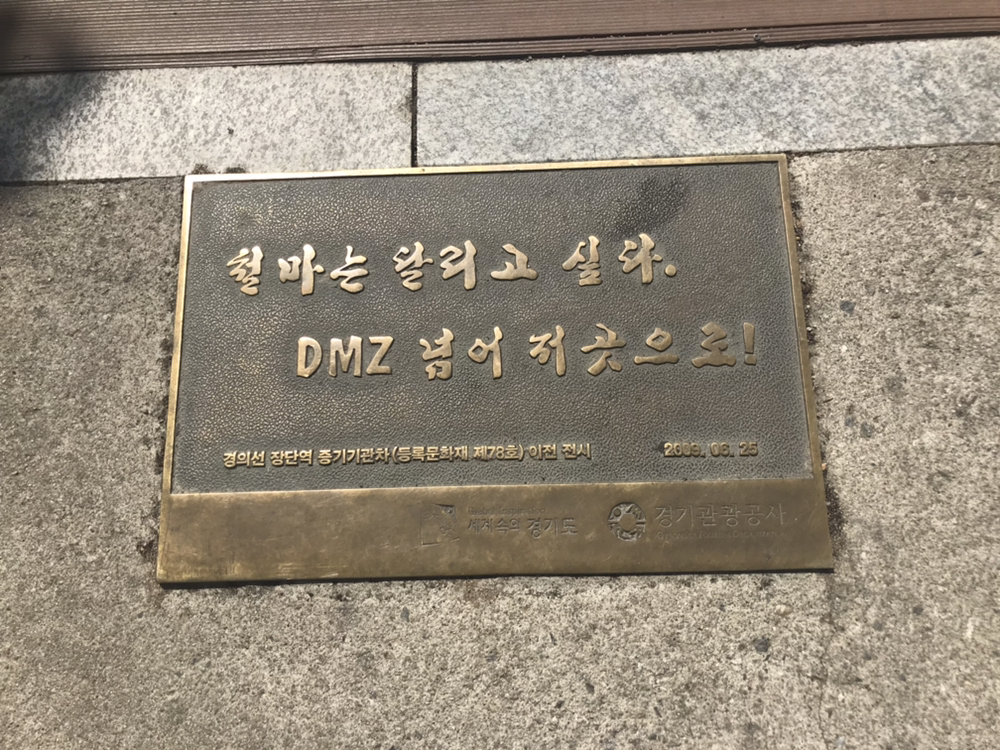 철마는 달리고 싶다.
DMZ 넘어 저 곳으로!
경의선 장단역 증기기관차 (등록문화재 제78호) 이전 전시
2009. 06. 25
세계속의 경기도
경기관광공사